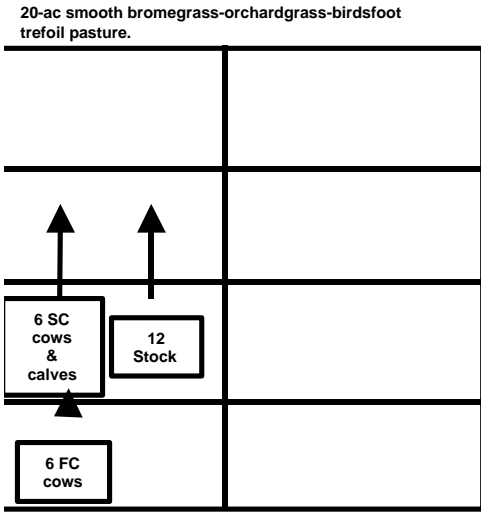 20-ac smooth bromegrass-orchardgrass-birdsfoot
trefoil pasture.
6 SC
cows
&
calves
12
Stock
6 FC
cows